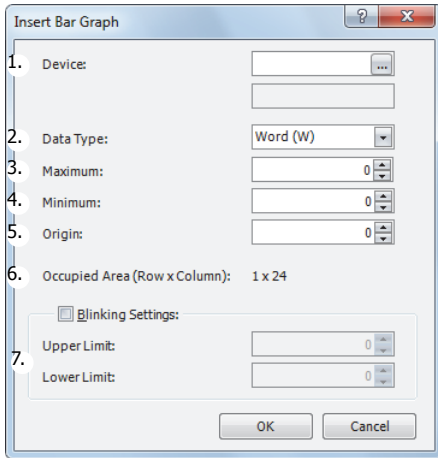 Insert Bar Graph
?
1. Device: ...
2. Data Type: Word (W)
3. Maximum: 0
4. Minimum: 0
5. Origin: 0
6. Occupied Area (Row x Column): 1 x 24
Blinking Settings:
7.
Upper Limit: 0
Lower Limit: 0
OK Cancel